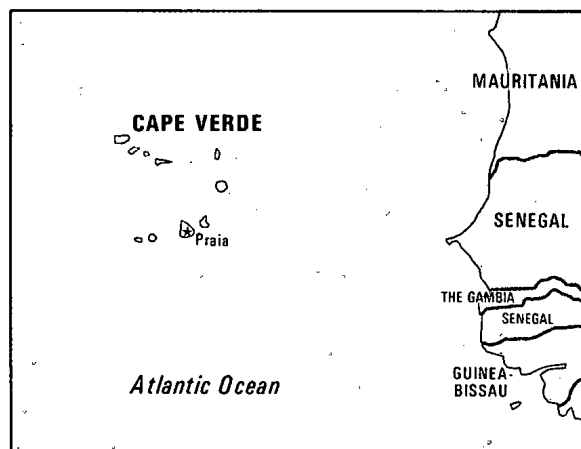 MAURITANIA
CAPE VERDE
SENEGAL
Praia
THE GAMBIA
SENEGAL
GUINEA-
BISSAU
Atlantic Ocean